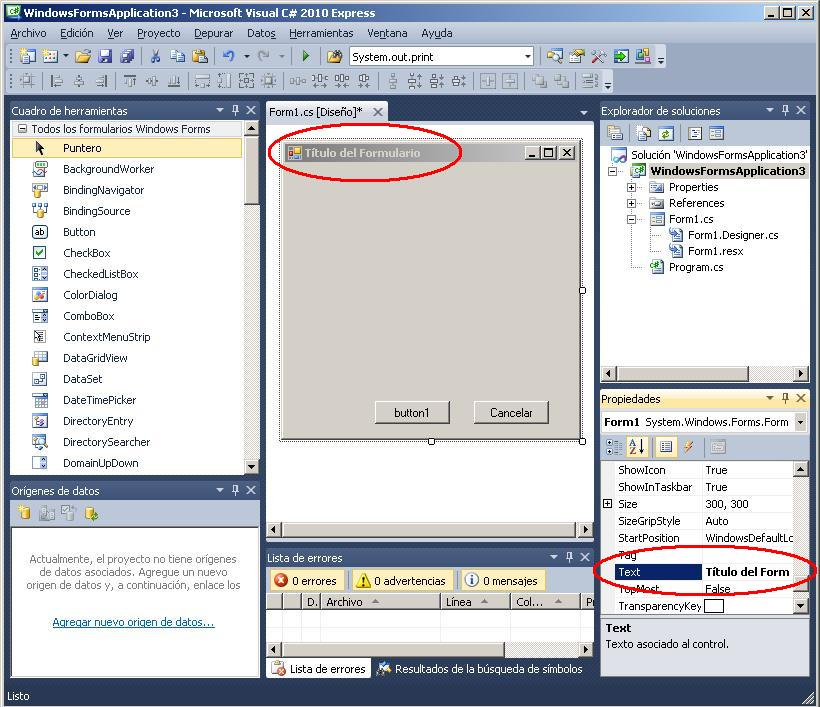 WindowsFormsApplication3 - Microsoft Visual C# 2010 Express
Archivo Edición Ver Proyecto Depurar Datos Herramientas Ventana Ayuda
System.out.print
Cuadro de herramientas
Todos los formularios Windows Forms
Puntero
BackgroundWorker
BindingNavigator
BindingSource
Button
CheckBox
CheckedListBox
ColorDialog
ComboBox
ContextMenuStrip
DataGridView
DataSet
DateTimePicker
DirectoryEntry
DirectorySearcher
DomainUpDown
Orígenes de datos
Actualmente, el proyecto no tiene orígenes
de datos asociados. Agregue un nuevo
origen de datos y, a continuación, enlace los
Agregar nuevo origen de datos...
Form1.cs [Diseño]*
Título del Formulario
button1 Cancelar
Lista de errores
0 errores 0 advertencias 0 mensajes
D. Archivo Línea Col...
Lista de errores Resultados de la búsqueda de símbolos
Explorador de soluciones
Solución 'WindowsFormsApplication3'
WindowsFormsApplication3
Properties
References
Form1.cs
Form1.Designer.cs
Form1.resx
Program.cs
Propiedades
Form1 System.Windows.Forms.Form
ShowIcon True
ShowInTaskbar True
Size 300, 300
SizeGripStyle Auto
StartPosition WindowsDefaultLo
Tag
Text Título del Form
TopMost False
TransparencyKey
Text
Texto asociado al control.
Listo